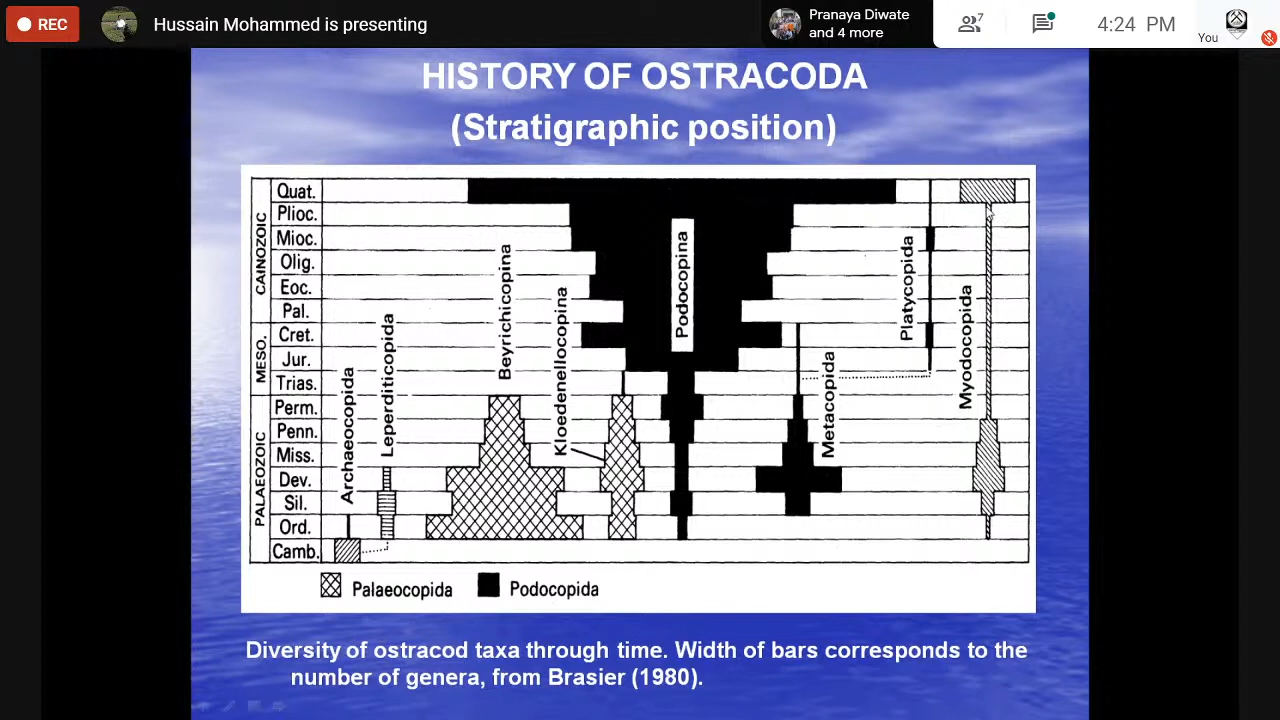 REC
Hussain Mohammed is presenting
Pranaya Diwate
and 4 more
7
4:24 PM
You
HISTORY OF OSTRACODA
(Stratigraphic position)
CAINOZOIC
MESO.
PALAEOZOIC
Quat.
Plioc.
Mioc.
Olig.
Eoc.
Pal.
Cret.
Jur.
Trias.
Perm.
Penn.
Miss.
Dev.
Sil.
Ord.
Camb.
Archaeocopida
Leperditicopida
Beyrichicopina
Kloedenellocopina
Podocopina
Metacopida
Platycopida
Myodocopida
Palaeocopida
Podocopida
Diversity of ostracod taxa through time. Width of bars corresponds to the
number of genera, from Brasier (1980).